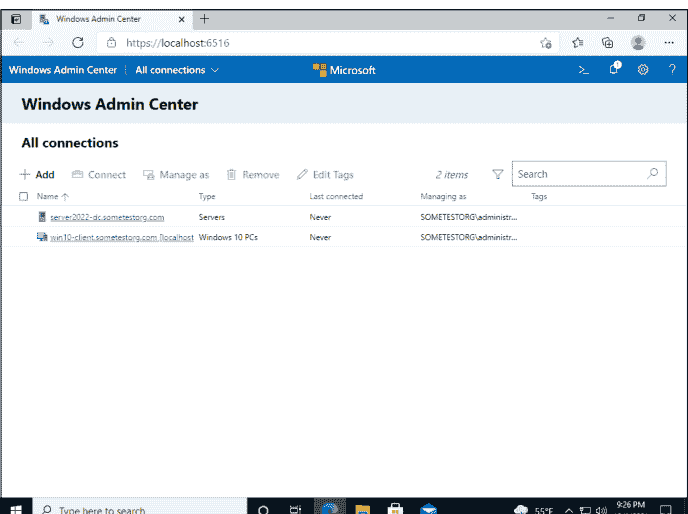 Windows Admin Center
https://localhost:6516
Windows Admin Center All connections Microsoft
Windows Admin Center
All connections
Add Connect Manage as Remove Edit Tags 2 items Search
Name Type Last connected Managing as Tags
server2022-dc.sometestorg.com Servers Never SOMETESTORG\administr...
win10-client.sometestorg.com [localhost Windows 10 PCs Never SOMETESTORG\administr...
Type here to search 55°F 9:26 PM